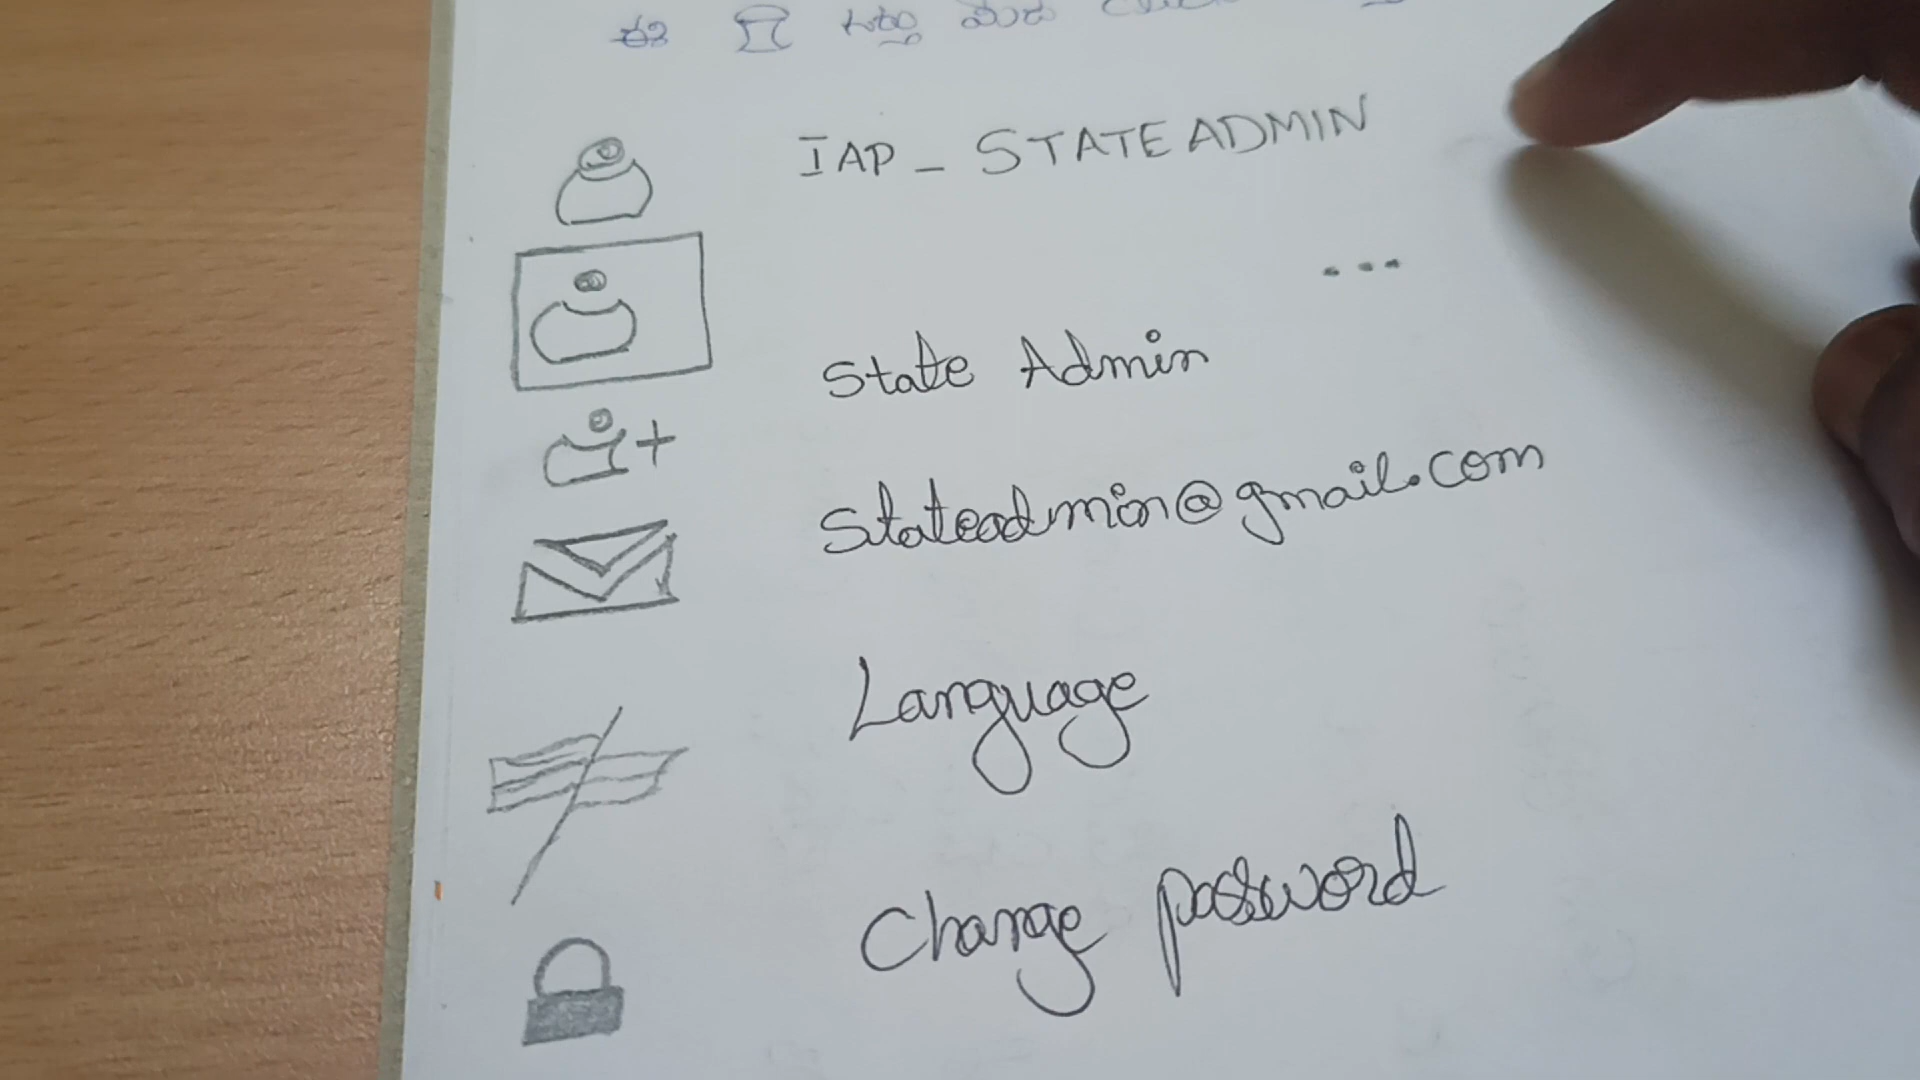 IAP - STATE ADMIN
...
State Admin
stateadmin@gmail.com
Language
Change password